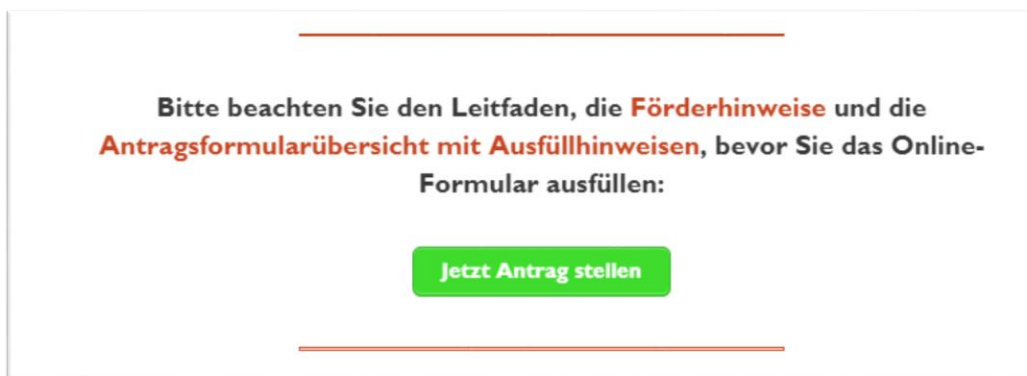 Bitte beachten Sie den Leitfaden, die Förderhinweise und die
Antragsformularübersicht mit Ausfüllhinweisen, bevor Sie das Online-
Formular ausfüllen:
Jetzt Antrag stellen